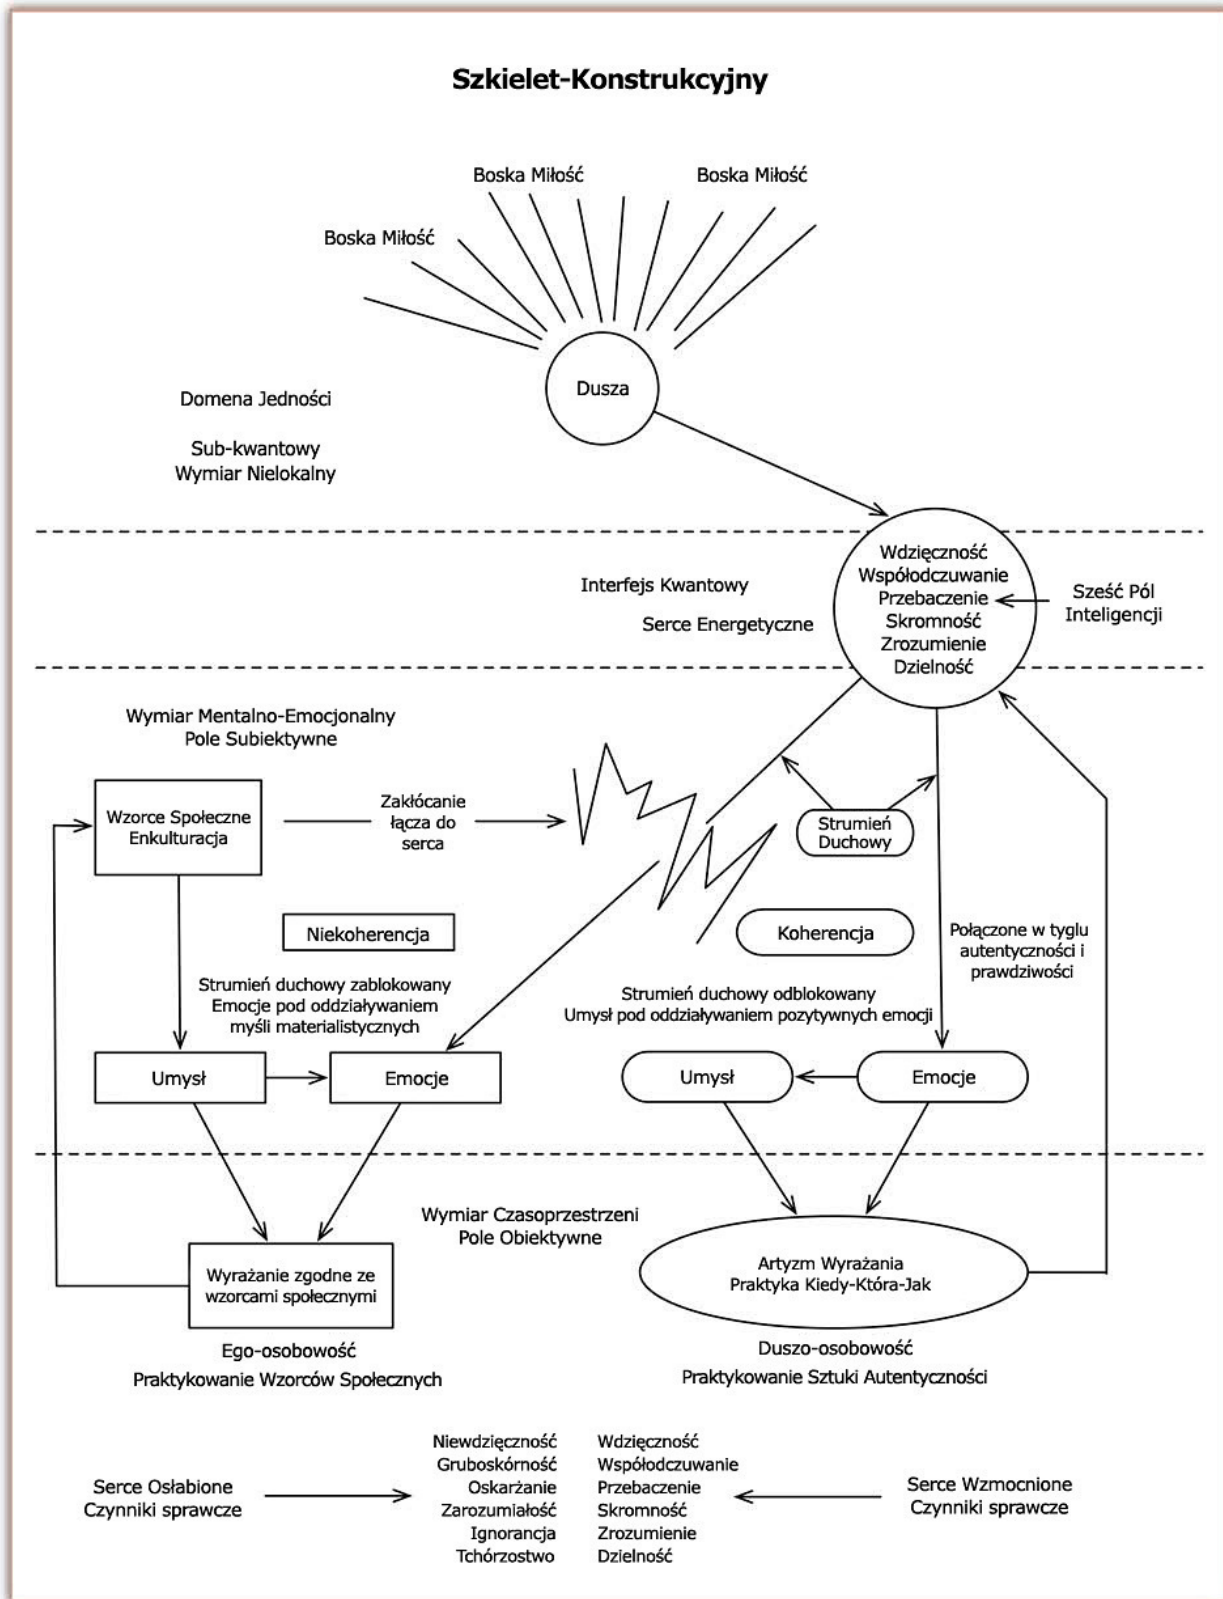 Szkielet-Konstrukcyjny
Boska Miłość
Boska Miłość
Boska Miłość
Dusza
Domena Jedności
Sub-kwantowy
Wymiar Nielokalny
Wdzięczność
Współodczuwanie
Przebaczenie
Skromność
Zrozumienie
Dzielność
Interfejs Kwantowy
Serce Energetyczne
Sześć Pól
Inteligencji
Wymiar Mentalno-Emocjonalny
Pole Subiektywne
Wzorce Społeczne
Enkulturacja
Zakłócanie
łącza do
serca
Strumień
Duchowy
Niekoherencja
Koherencja
Połączone w tyglu
autentyczności i
prawdziwości
Strumień duchowy zablokowany
Emocje pod oddziaływaniem
myśli materialistycznych
Strumień duchowy odblokowany
Umysł pod oddziaływaniem pozytywnych emocji
Umysł
Emocje
Umysł
Emocje
Wymiar Czasoprzestrzeni
Pole Obiektywne
Wyrażanie zgodne ze
wzorcami społecznymi
Artyzm Wyrażania
Praktyka Kiedy-Która-Jak
Ego-osobowość
Praktykowanie Wzorców Społecznych
Duszo-osobowość
Praktykowanie Sztuki Autentyczności
Serce Osłabione
Czynniki sprawcze
Niewdzięczność
Gruboskórność
Oskarżanie
Zarozumiałość
Ignorancja
Tchórzostwo
Wdzięczność
Współodczuwanie
Przebaczenie
Skromność
Zrozumienie
Dzielność
Serce Wzmocnione
Czynniki sprawcze